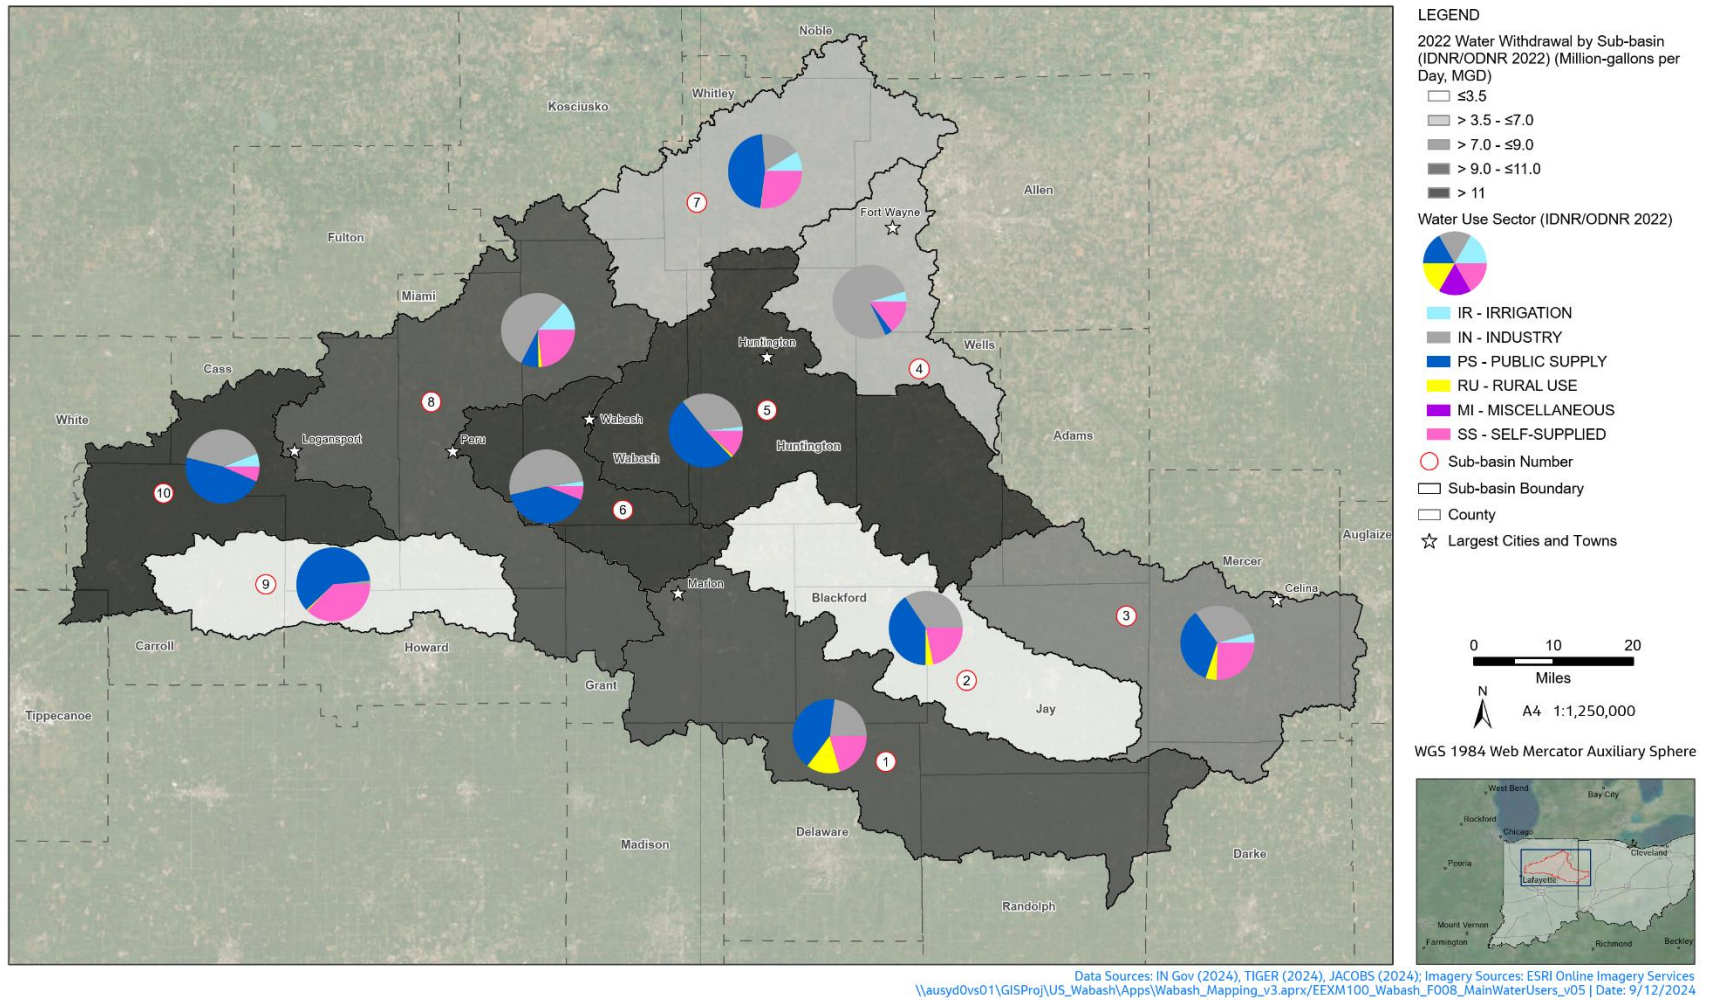 Noble
Whitley
Kosciusko
Allen
7
Fort Wayne
Fulton
Miami
Huntington
Wells
Cass
4
8
5
White
Wabash
Adams
Logansport
Peru
Huntington
Wabash
10
6
Auglaize
Mercer
9
Marion
Celina
Blackford
3
Carroll
Howard
2
Grant
Jay
Tippecanoe
1
Delaware
Madison
Darke
Randolph
LEGEND
2022 Water Withdrawal by Sub-basin
(IDNR/ODNR 2022) (Million-gallons per
Day, MGD)
≤3.5
> 3.5 - ≤7.0
> 7.0 - ≤9.0
> 9.0 - ≤11.0
> 11
Water Use Sector (IDNR/ODNR 2022)
IR - IRRIGATION
IN - INDUSTRY
PS - PUBLIC SUPPLY
RU - RURAL USE
MI - MISCELLANEOUS
SS - SELF-SUPPLIED
Sub-basin Number
Sub-basin Boundary
County
Largest Cities and Towns
0 10 20
Miles
N
A4 1:1,250,000
WGS 1984 Web Mercator Auxiliary Sphere
West Bend
Bay City
Rockford
Chicago
Cleveland
Peoria
Lafayette
Mount Vernon
Farmington
Richmond
Beckley
Data Sources: IN Gov (2024), TIGER (2024), JACOBS (2024); Imagery Sources: ESRI Online Imagery Services
\\ausyd0vs01\GISProj\US_Wabash\Apps\Wabash_Mapping_v3.aprx/EEXM100_Wabash_F008_MainWaterUsers_v05 | Date: 9/12/2024